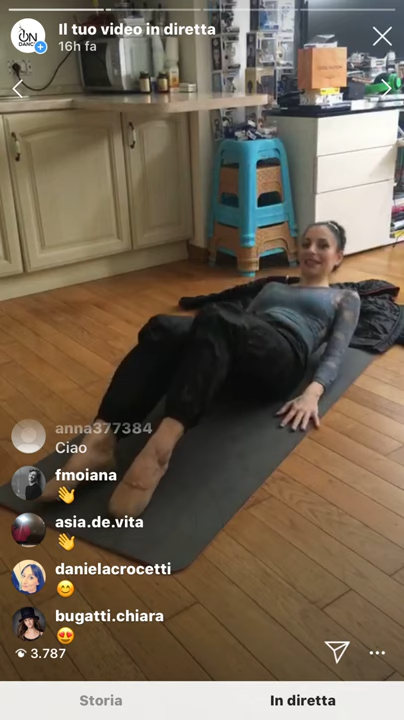 ON
DANCE
Il tuo video in diretta
16h fa
anna377384
Ciao
fmoiana
👋
asia.de.vita
👋
danielacrocetti
😊
bugatti.chiara
😍
3.787
Storia
In diretta